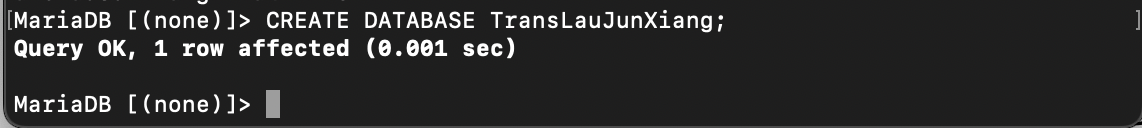 [MariaDB [(none)]> CREATE DATABASE TransLauJunXiang;]
Query OK, 1 row affected (0.001 sec)
MariaDB [(none)]>